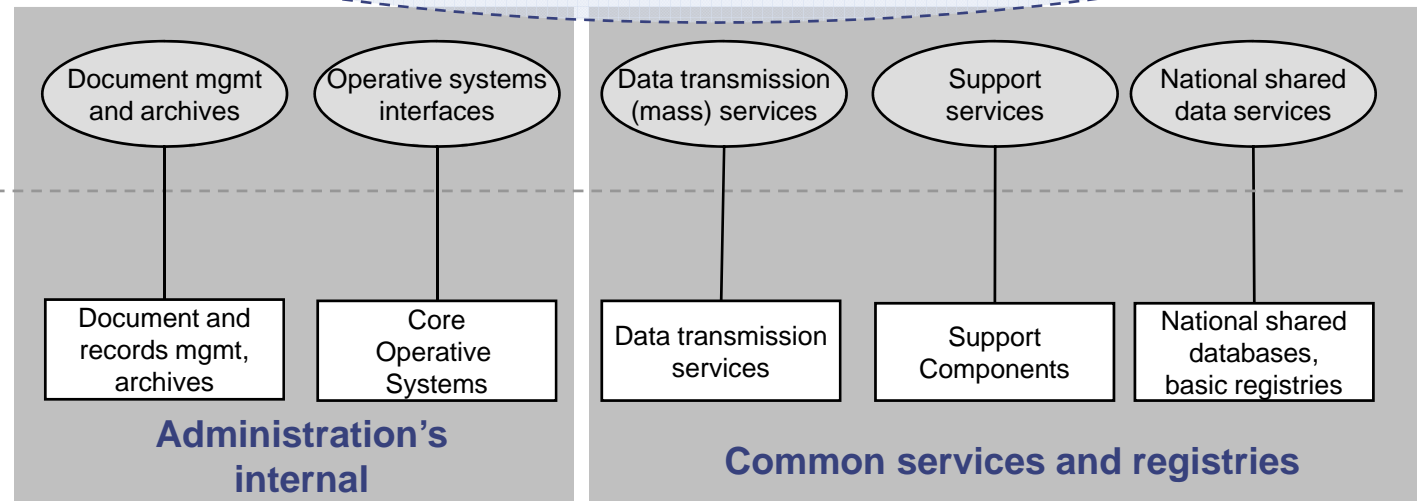 Document mgmt
and archives
Operative systems
interfaces
Data transmission
(mass) services
Support
services
National shared
data services
Document and
records mgmt,
archives
Core
Operative
Systems
Data transmission
services
Support
Components
National shared
databases,
basic registries
Administration’s
internal
Common services and registries